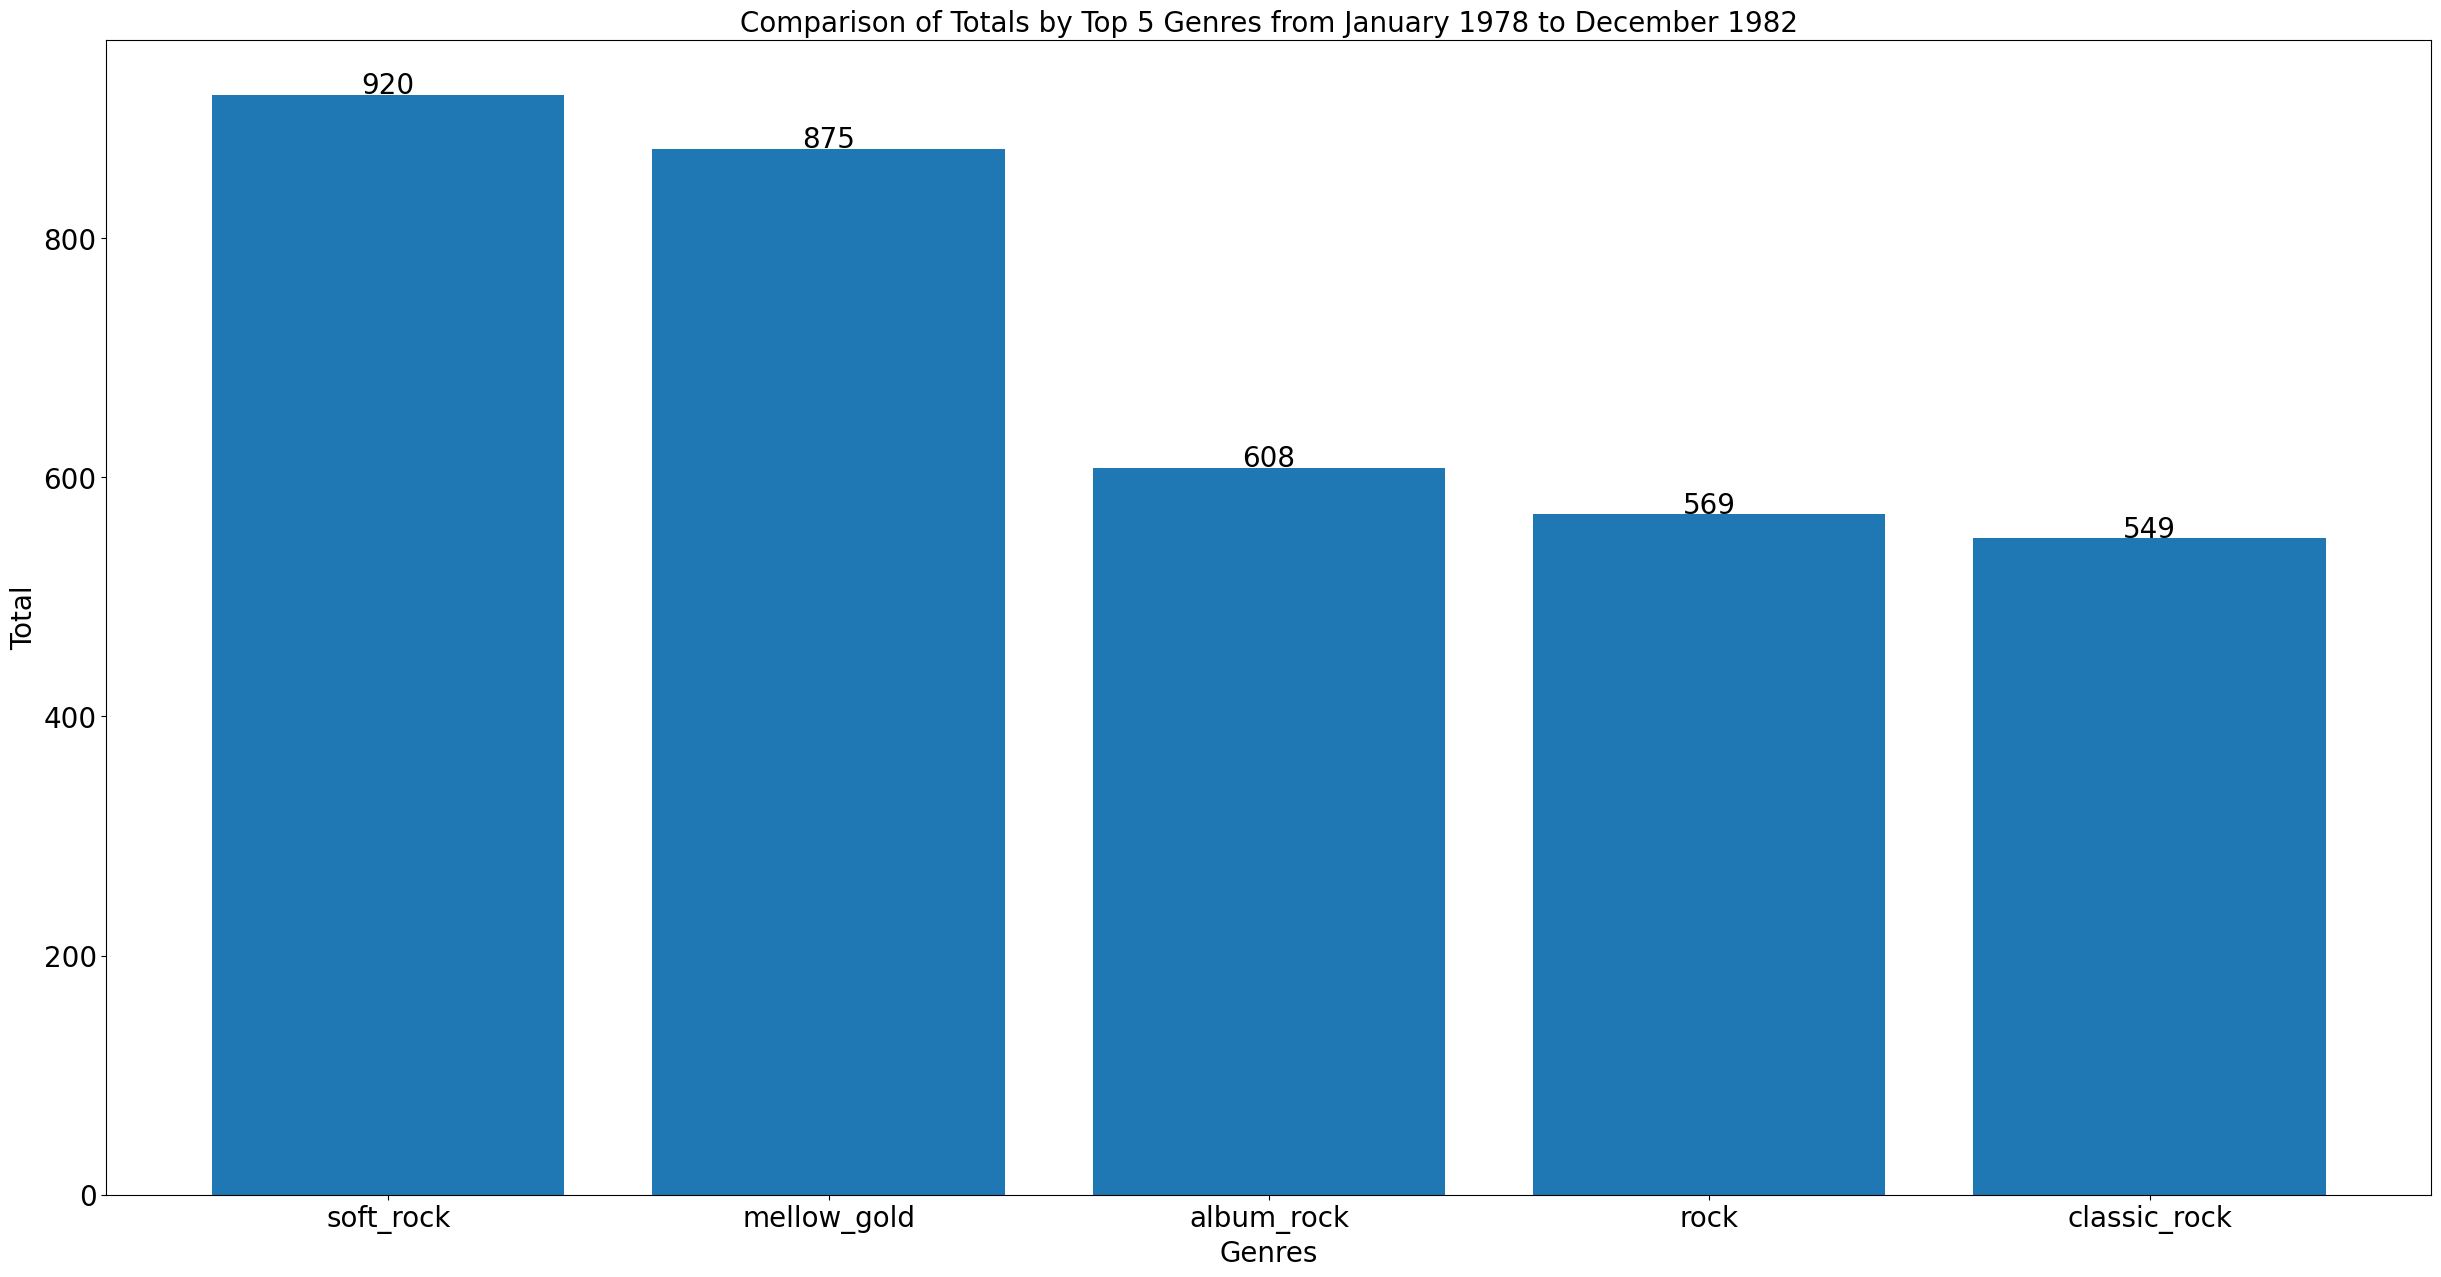 Comparison of Totals by Top 5 Genres from January 1978 to December 1982
920
875
608
569
549
800
600
400
200
0
Total
soft_rock mellow_gold album_rock rock classic_rock
Genres